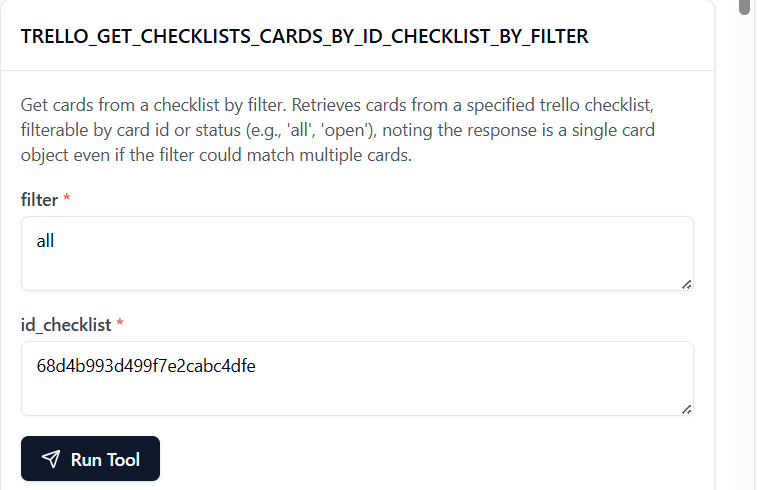 TRELLO_GET_CHECKLISTS_CARDS_BY_ID_CHECKLIST_BY_FILTER
Get cards from a checklist by filter. Retrieves cards from a specified trello checklist,
filterable by card id or status (e.g., 'all', 'open'), noting the response is a single card
object even if the filter could match multiple cards.
filter *
all
id_checklist *
68d4b993d499f7e2cabc4dfe
Run Tool